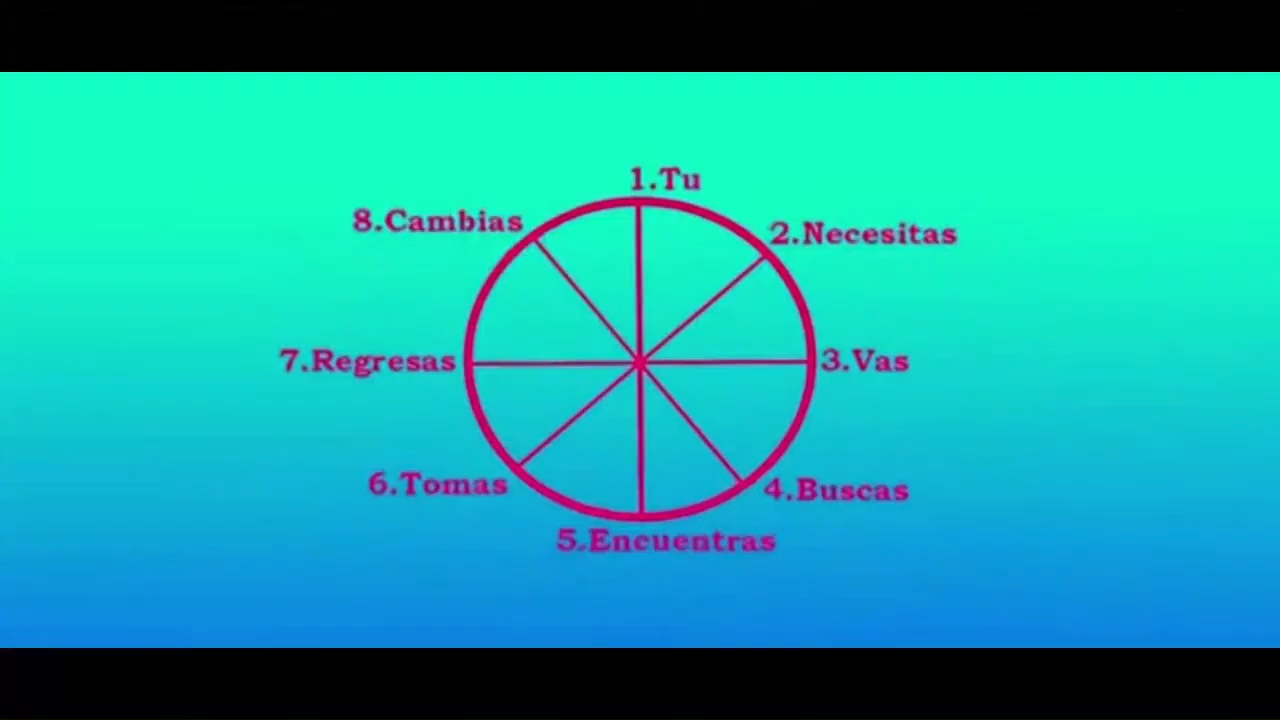 1.Tu
2.Necesitas
3.Vas
4.Buscas
5.Encuentras
6.Tomas
7.Regresas
8.Cambias